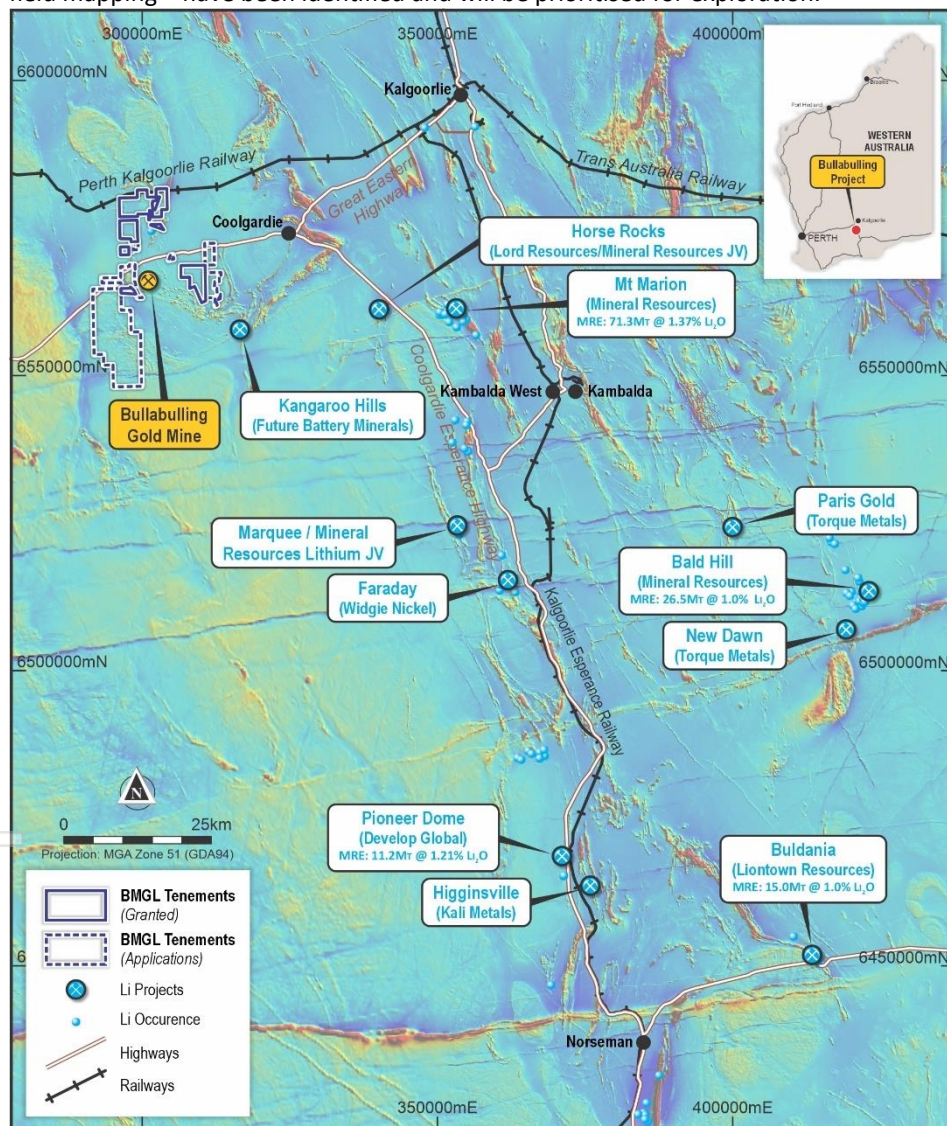 field mapping – have been identified and will be prioritised for exploration.
300000mE
350000mE
400000mE
6600000mN
Kalgoorlie
Perth Kalgoorlie Railway
Great Eastern
Highway
Trans Australia Railway
Coolgardie
Port Hedland
Broome
WESTERN
AUSTRALIA
Bullabulling
Project
Kalgoorlie
PERTH
Horse Rocks
(Lord Resources/Mineral Resources JV)
Mt Marion
(Mineral Resources)
MRE: 71.3MT @ 1.37% Li₂O
6550000mN
6550000mN
Kambalda West
Kambalda
Bullabulling
Gold Mine
Kangaroo Hills
(Future Battery Minerals)
Coolgardie Esperance Highway
Marquee / Mineral
Resources Lithium JV
Faraday
(Widgie Nickel)
Paris Gold
(Torque Metals)
Bald Hill
(Mineral Resources)
MRE: 26.5MT @ 1.0% Li₂O
New Dawn
(Torque Metals)
6500000mN
6500000mN
Kalgoorlie Esperance Railway
N
0 25km
Projection: MGA Zone 51 (GDA94)
Pioneer Dome
(Develop Global)
MRE: 11.2MT @ 1.21% Li₂O
Higginsville
(Kali Metals)
Buldania
(Liontown Resources)
MRE: 15.0MT @ 1.0% Li₂O
BMGL Tenements
(Granted)
BMGL Tenements
(Applications)
Li Projects
Li Occurence
Highways
Railways
6450000mN
Norseman
350000mE
400000mE